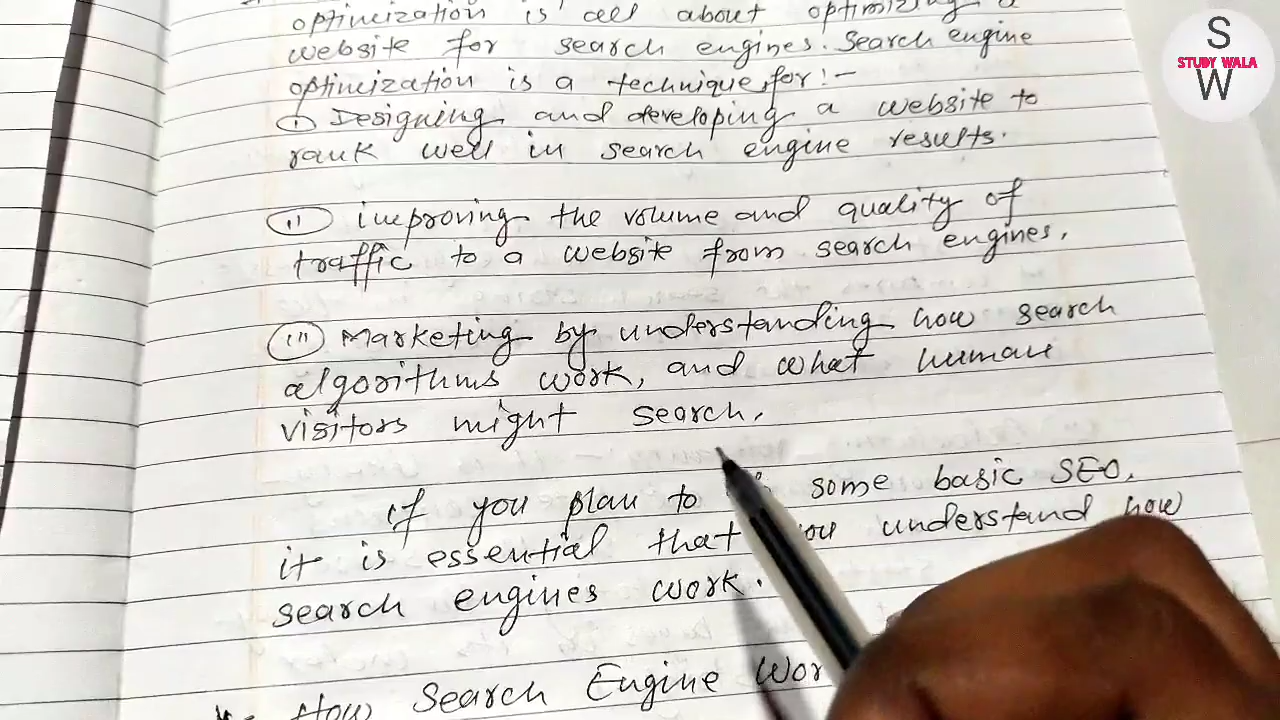 optimization is all about optimizing a
website for search engines. Search engine
optimization is a technique for:-
(i) Designing and developing a website to
rank well in search engine results.
(ii) improving the volume and quality of
traffic to a website from search engines.
(iii) Marketing by understanding how search
algorithms work, and what human
visitors might search.
if you plan to some basic SEO.
it is essential that you understand how
search engines work.
How Search Engine
S
STUDY WALA
W